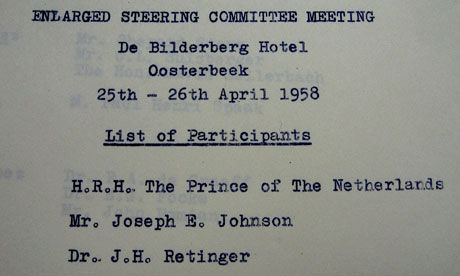 ENLARGED STEERING COMMITTEE MEETING
De Bilderberg Hotel
Oosterbeek
25th - 26th April 1958
List of Participants
H.R.H. The Prince of The Netherlands
Mr. Joseph E. Johnson
Dr. J.H. Retinger